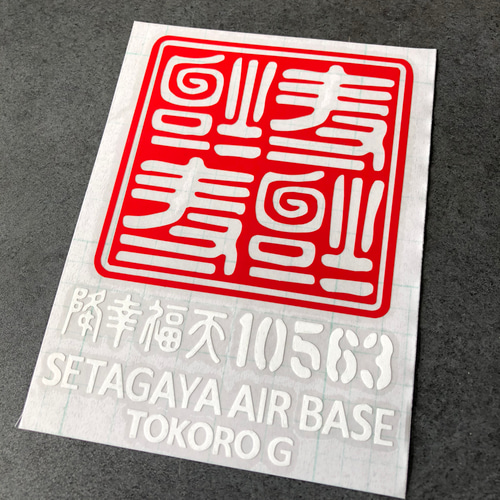 降幸福天 10563
SETAGAYA AIR BASE
TOKORO G